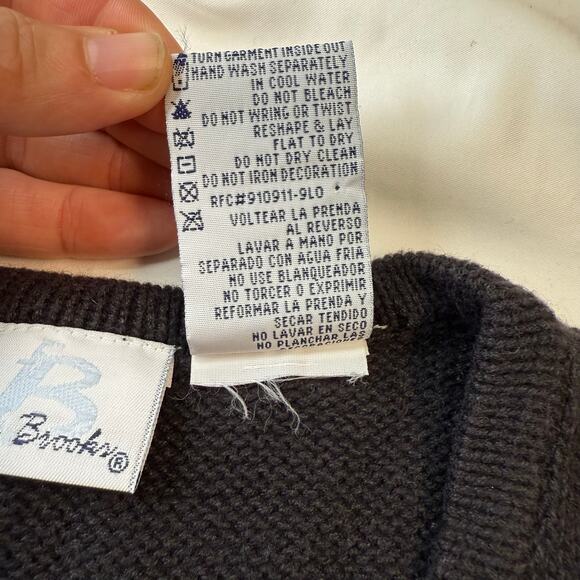 TURN GARMENT INSIDE OUT
HAND WASH SEPARATELY
IN COOL WATER
DO NOT BLEACH
DO NOT WRING OR TWIST
RESHAPE & LAY
FLAT TO DRY
DO NOT DRY CLEAN
DO NOT IRON DECORATION
RFC#910911-9L0
VOLTEAR LA PRENDA
AL REVERSO
LAVAR A MANO POR
SEPARADO CON AGUA FRIA
NO USE BLANQUEADOR
NO TORCER O EXPRIMIR
REFORMAR LA PRENDA Y
SECAR TENDIDO
NO LAVAR EN SECO
NO PLANCHAR LAS
B
Brooks®